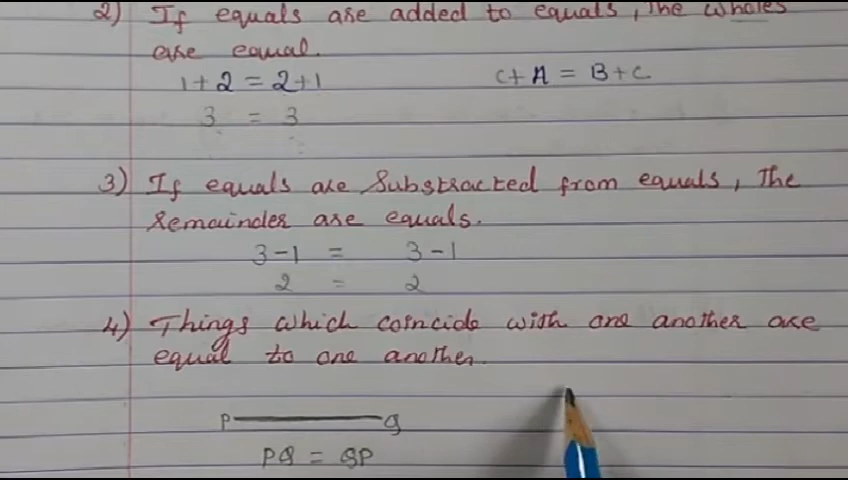 2) If equals are added to equals, the wholes
are equal.
1+2 = 2+1 C+A = B+C
3 = 3
3) If equals are Substracted from equals, The
Remainder are equals.
3-1 = 3-1
2 = 2
4) Things which coincide with one another are
equal to one another.
P Q
PQ = QP